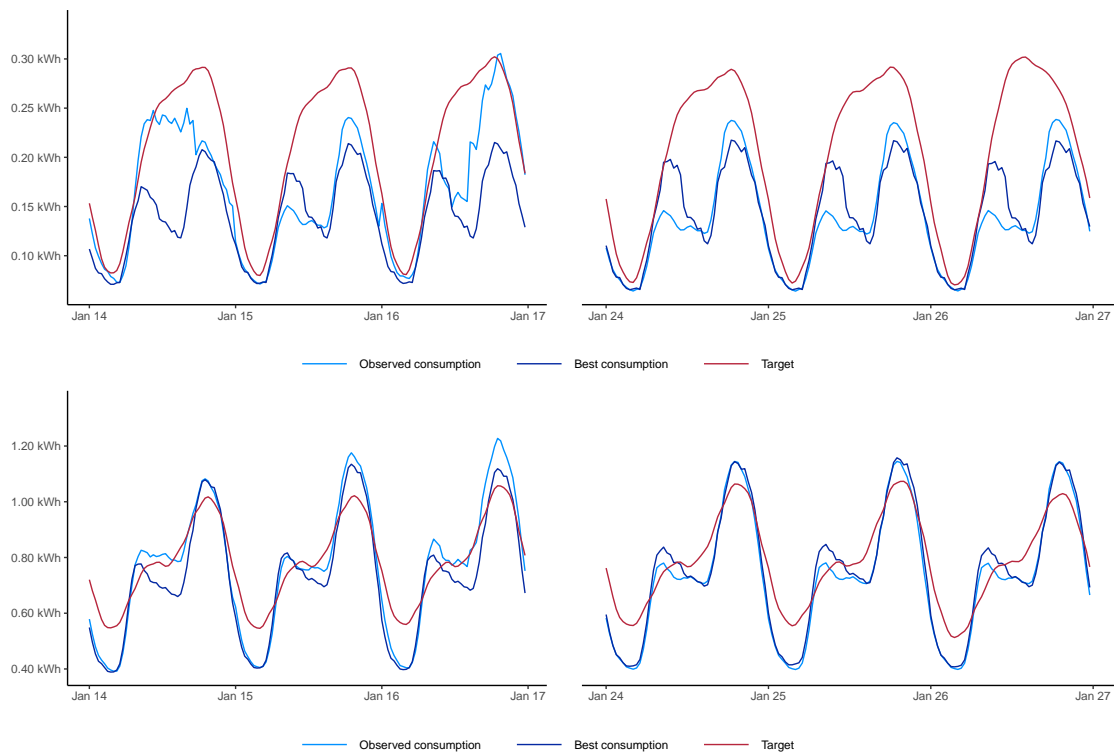 0.30 kWh
0.25 kWh
0.20 kWh
0.15 kWh
0.10 kWh
Jan 14 Jan 15 Jan 16 Jan 17 Jan 24 Jan 25 Jan 26 Jan 27
Observed consumption Best consumption Target
1.20 kWh
1.00 kWh
0.80 kWh
0.60 kWh
0.40 kWh
Jan 14 Jan 15 Jan 16 Jan 17 Jan 24 Jan 25 Jan 26 Jan 27
Observed consumption Best consumption Target